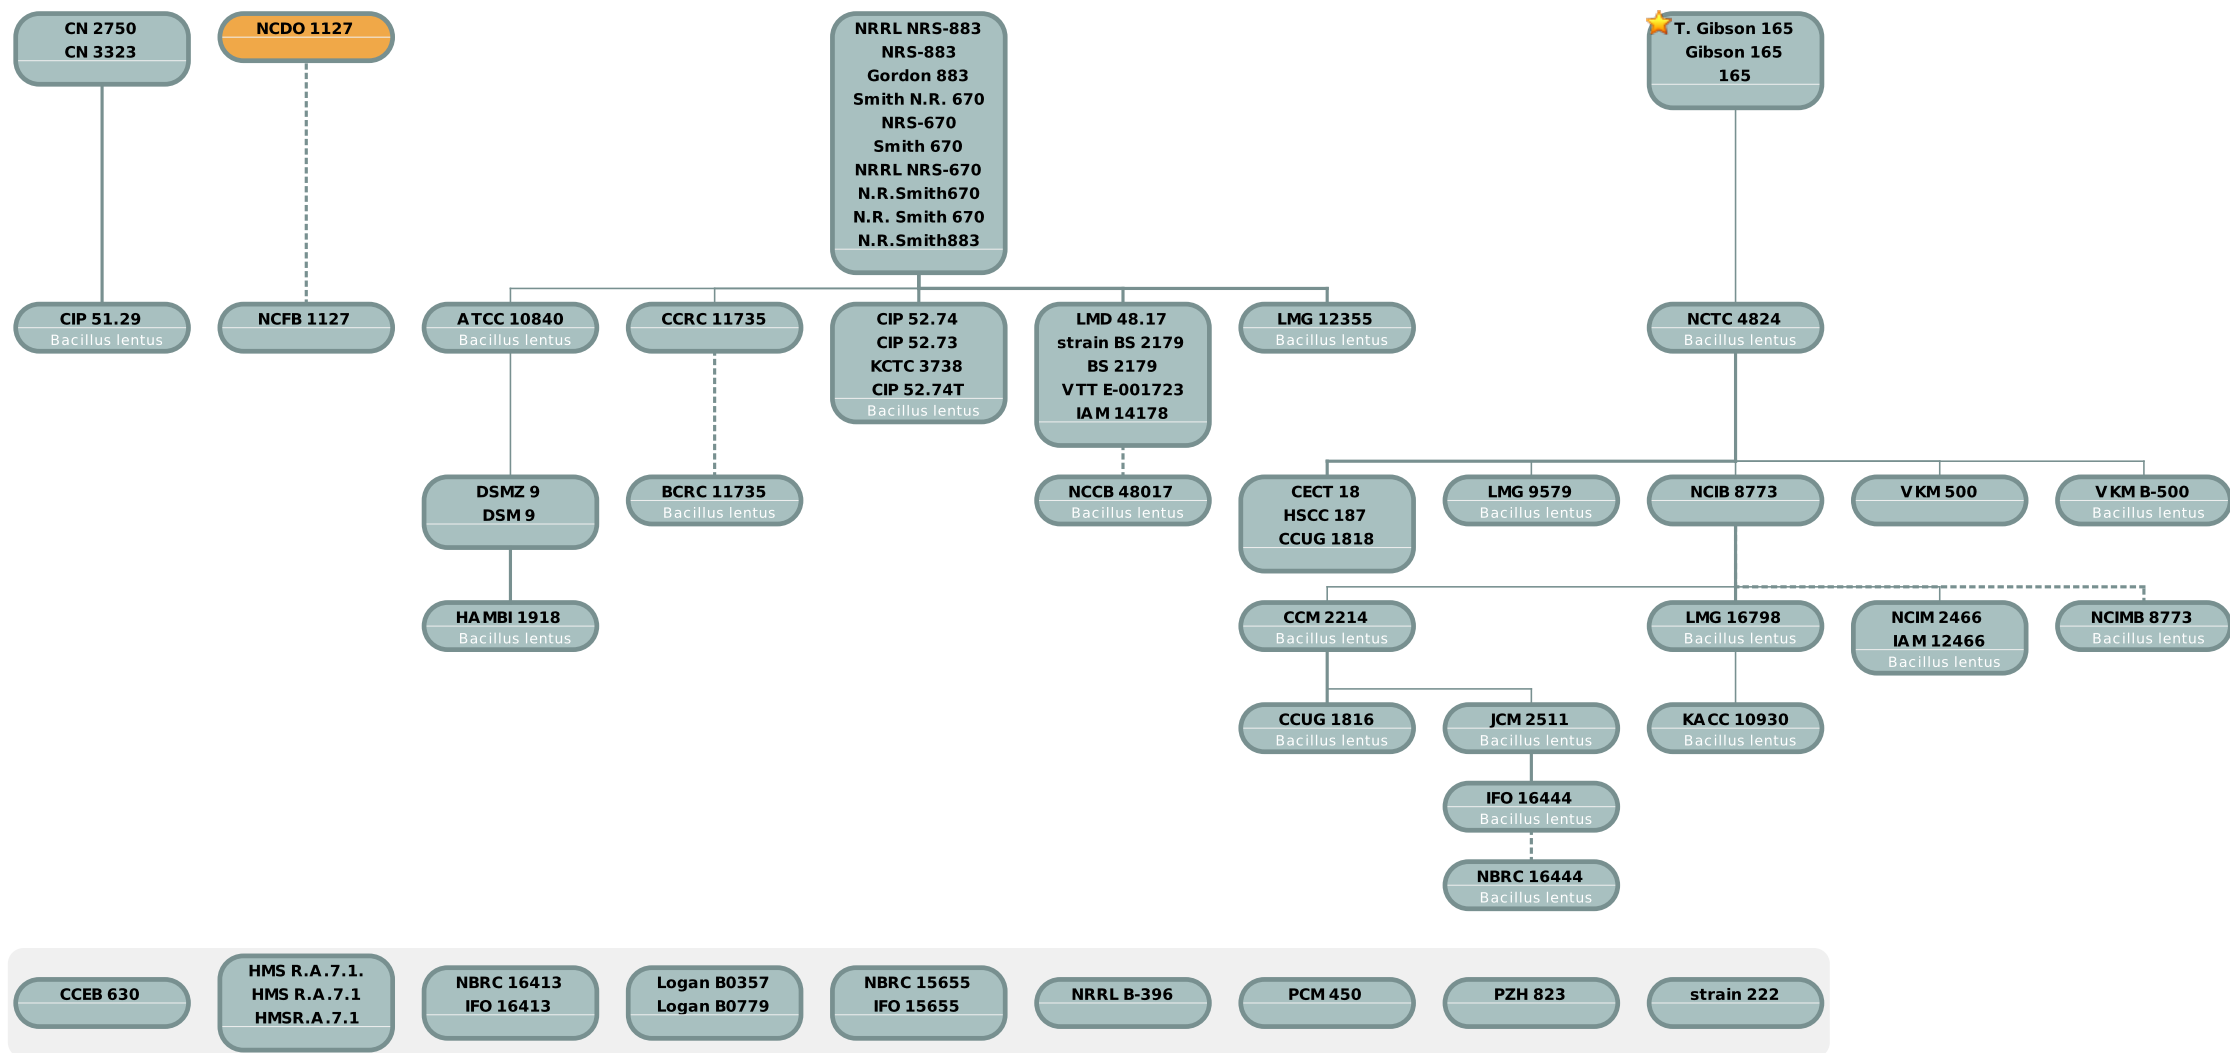 CN 2750
CN 3323
NCDO 1127
NRRL NRS-883
NRS-883
Gordon 883
Smith N.R. 670
NRS-670
Smith 670
NRRL NRS-670
N.R.Smith670
N.R. Smith 670
N.R.Smith883
T. Gibson 165
Gibson 165
165
CIP 51.29
Bacillus lentus
NCFB 1127
ATCC 10840
Bacillus lentus
CCRC 11735
CIP 52.74
CIP 52.73
KCTC 3738
CIP 52.74T
Bacillus lentus
LMD 48.17
strain BS 2179
BS 2179
VTT E-001723
IAM 14178
LMG 12355
Bacillus lentus
NCTC 4824
Bacillus lentus
DSMZ 9
DSM 9
BCRC 11735
Bacillus lentus
NCCB 48017
Bacillus lentus
CECT 18
HSCC 187
CCUG 1818
LMG 9579
Bacillus lentus
NCIB 8773
VKM 500
VKM B-500
Bacillus lentus
HAMBI 1918
Bacillus lentus
CCM 2214
Bacillus lentus
LMG 16798
Bacillus lentus
NCIM 2466
IAM 12466
Bacillus lentus
NCIMB 8773
Bacillus lentus
CCUG 1816
Bacillus lentus
JCM 2511
Bacillus lentus
KACC 10930
Bacillus lentus
IFO 16444
Bacillus lentus
NBRC 16444
Bacillus lentus
CCEB 630
HMS R.A.7.1.
HMS R.A.7.1
HMSR.A.7.1
NBRC 16413
IFO 16413
Logan B0357
Logan B0779
NBRC 15655
IFO 15655
NRRL B-396
PCM 450
PZH 823
strain 222